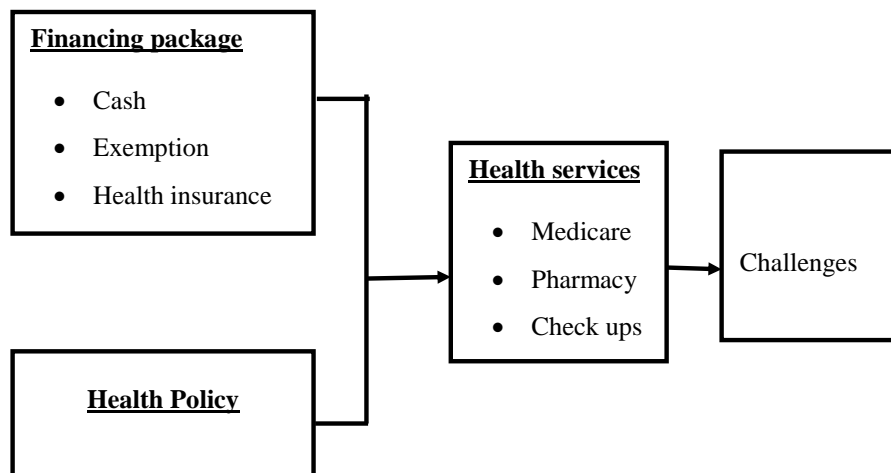 Financing package
• Cash
• Exemption
• Health insurance
Health Policy
Health services
• Medicare
• Pharmacy
• Check ups
Challenges